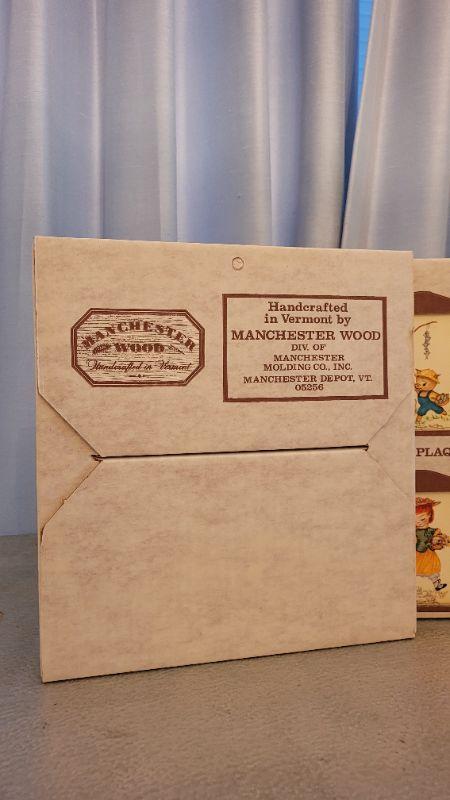 MANCHESTER
WOOD
Handcrafted in Vermont
Handcrafted
in Vermont by
MANCHESTER WOOD
DIV. OF
MANCHESTER
MOLDING CO., INC.
MANCHESTER DEPOT, VT.
05256
PLAQ